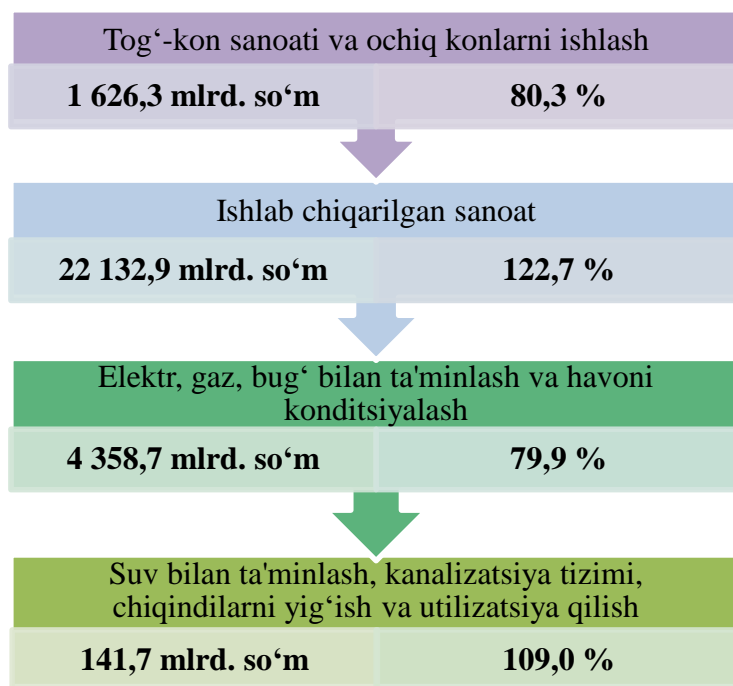 Tog‘-kon sanoati va ochiq konlarni ishlash
1 626,3 mlrd. so‘m 80,3 %
Ishlab chiqarilgan sanoat
22 132,9 mlrd. so‘m 122,7 %
Elektr, gaz, bug‘ bilan ta'minlash va havoni
konditsiyalash
4 358,7 mlrd. so‘m 79,9 %
Suv bilan ta'minlash, kanalizatsiya tizimi,
chiqindilarni yig‘ish va utilizatsiya qilish
141,7 mlrd. so‘m 109,0 %